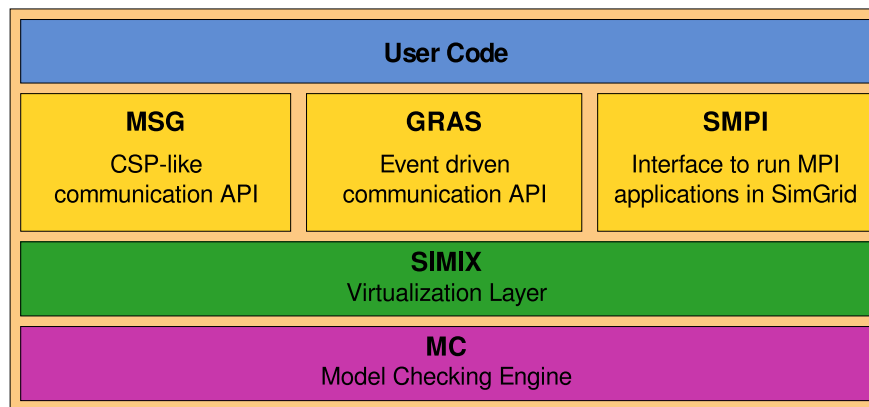 User Code
MSG
CSP-like
communication API
GRAS
Event driven
communication API
SMPI
Interface to run MPI
applications in SimGrid
SIMIX
Virtualization Layer
MC
Model Checking Engine